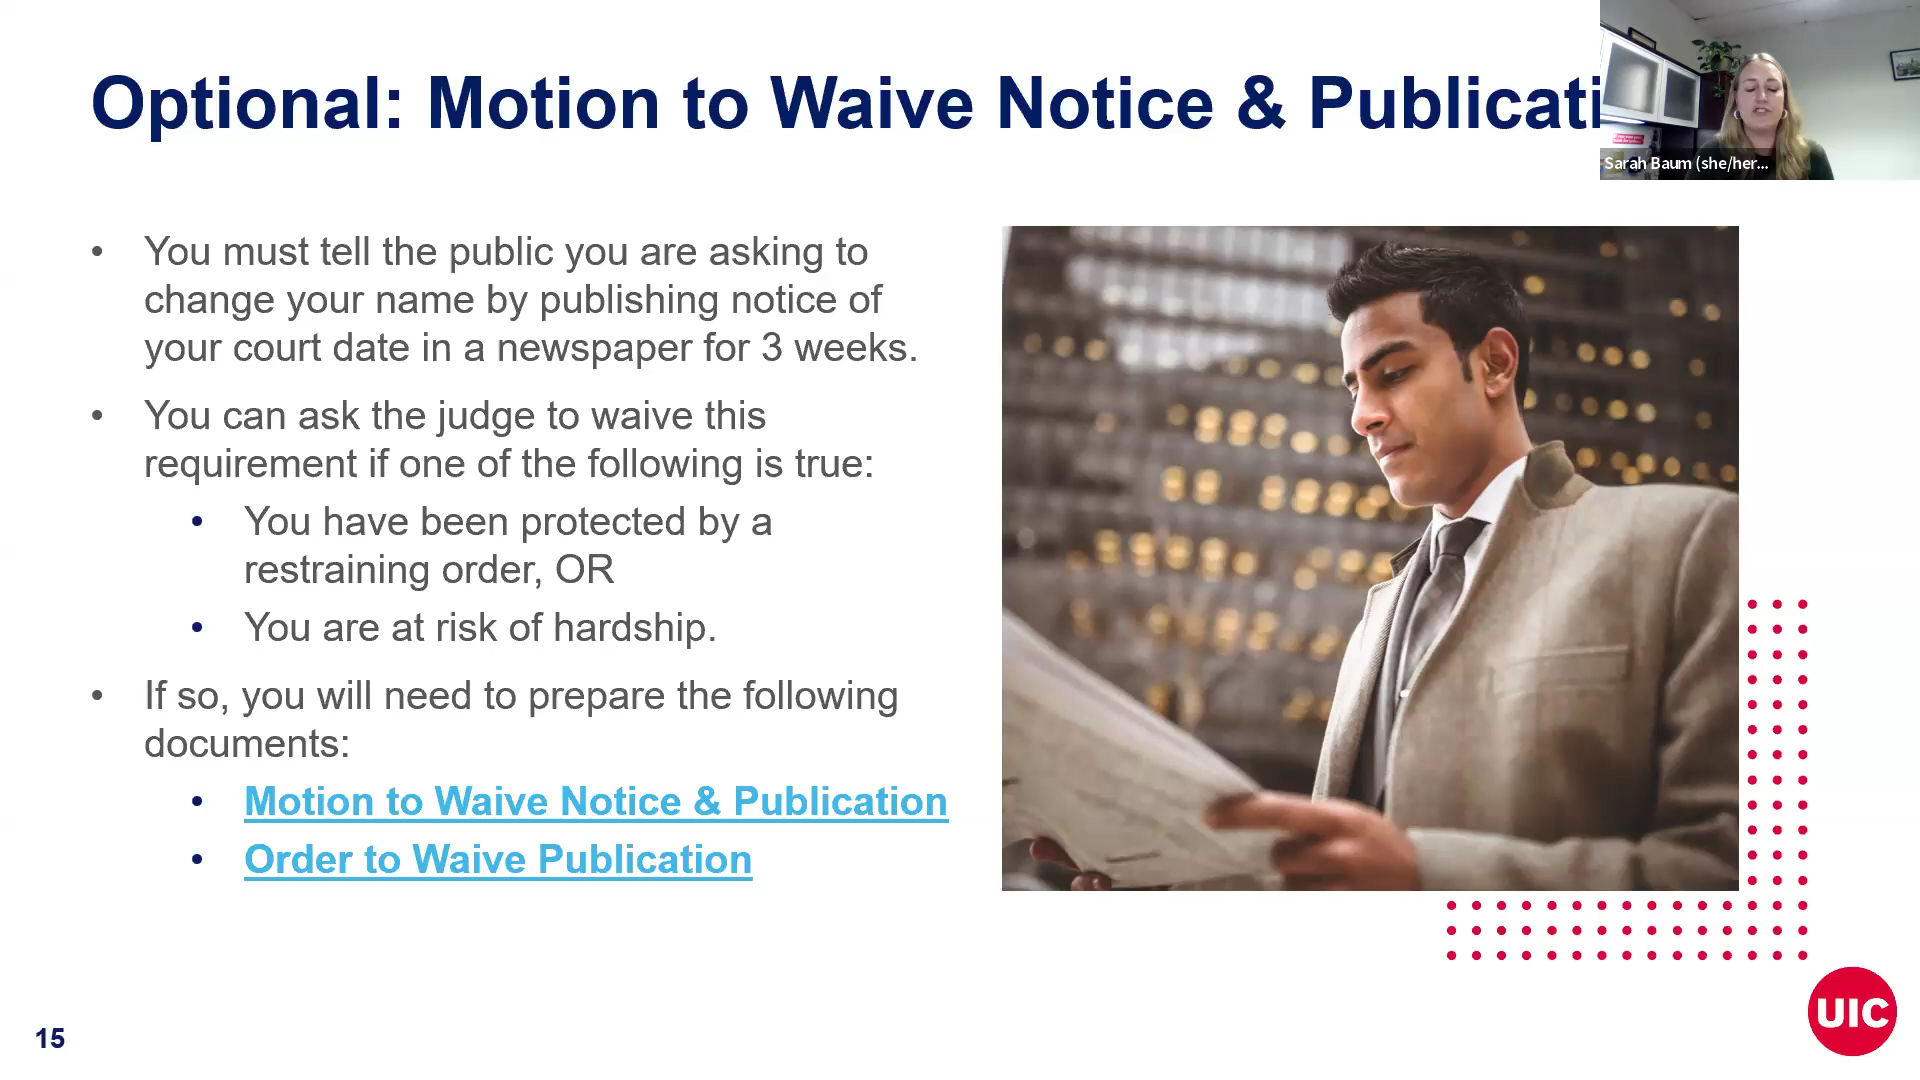 Optional: Motion to Waive Notice & Publicati
Sarah Baum (she/her...
• You must tell the public you are asking to
change your name by publishing notice of
your court date in a newspaper for 3 weeks.
• You can ask the judge to waive this
requirement if one of the following is true:
• You have been protected by a
restraining order, OR
• You are at risk of hardship.
• If so, you will need to prepare the following
documents:
• Motion to Waive Notice & Publication
• Order to Waive Publication
15
UIC